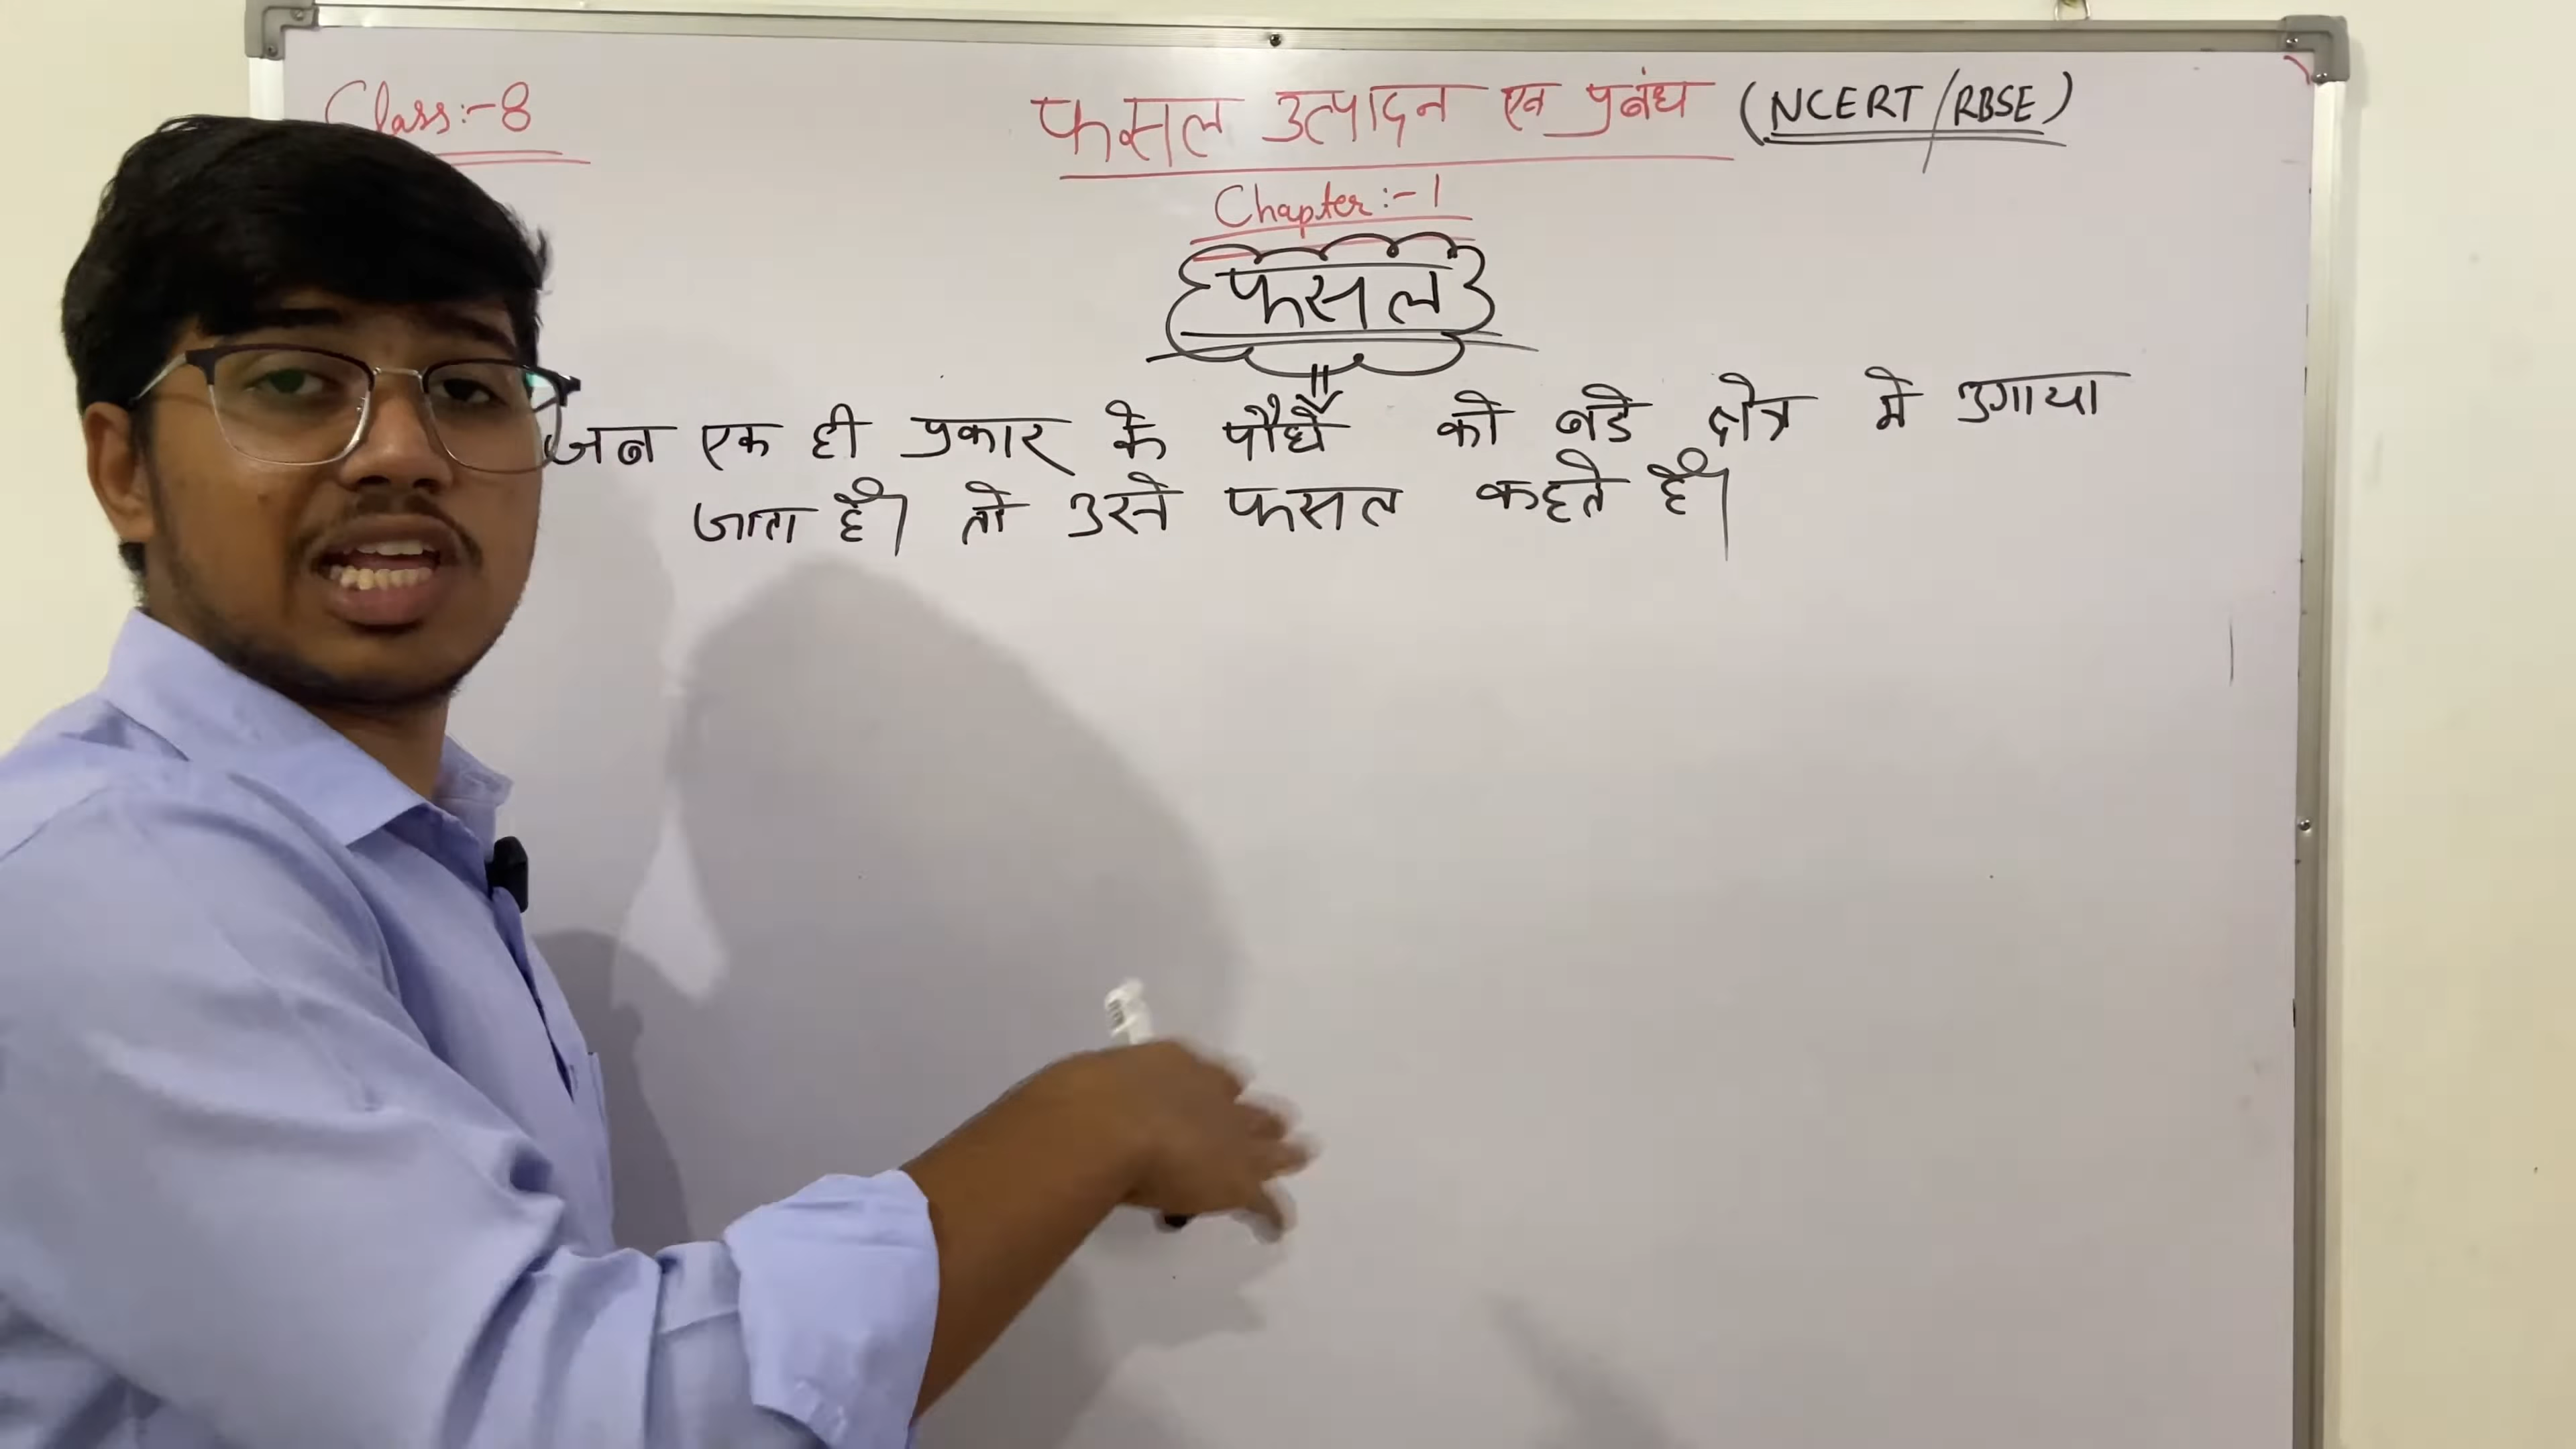 Class:-8
फसल उत्पादन एव प्रबंध (NCERT/RBSE)
Chapter:-1
फसल
जब एक ही प्रकार के पौधें को बडे क्षेत्र मे उगाया
जाता है। तो उसे फसल कहते है।